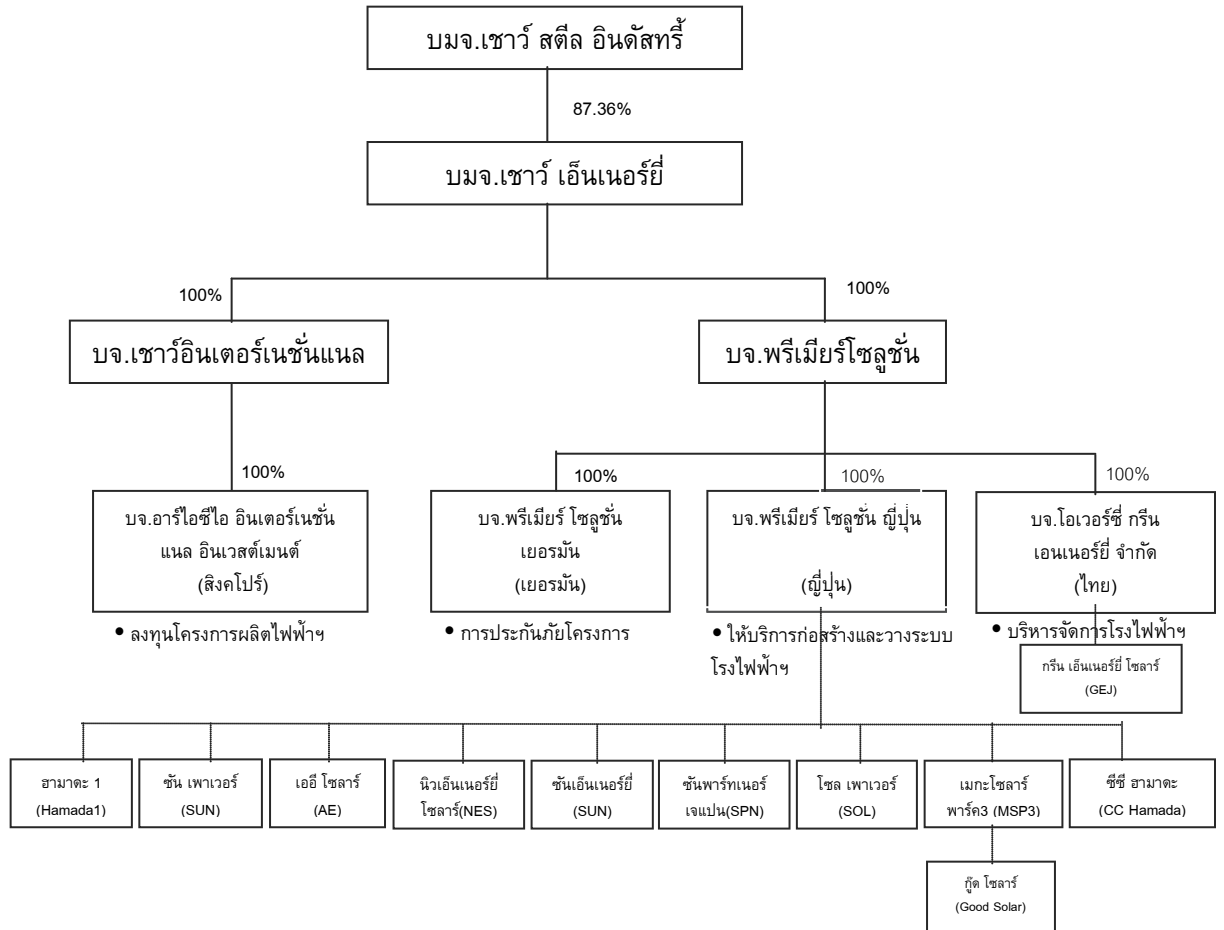 บมจ.เชาว์ สตีล อินดัสทรี้
87.36%
บมจ.เชาว์ เอ็นเนอร์ยี่
100%
100%
บจ.เชาว์อินเตอร์เนชั่นแนล
บจ.พรีเมียร์โซลูชั่น
100%
100%
100%
100%
บจ.อาร์ไอซีไอ อินเตอร์เนชั่น
แนล อินเวสต์เมนต์
(สิงคโปร์)
บจ.พรีเมียร์ โซลูชั่น
เยอรมัน
(เยอรมัน)
บจ.พรีเมียร์ โซลูชั่น ญี่ปุ่น
(ญี่ปุ่น)
บจ.โอเวอร์ซี่ กรีน
เอนเนอร์ยี่ จำกัด
(ไทย)
• ลงทุนโครงการผลิตไฟฟ้าฯ
• การประกันภัยโครงการ
• ให้บริการก่อสร้างและวางระบบ
โรงไฟฟ้าฯ
• บริหารจัดการโรงไฟฟ้าฯ
กรีน เอ็นเนอร์ยี่ โซลาร์
(GEJ)
ฮามาดะ 1
(Hamada1)
ซัน เพาเวอร์
(SUN)
เออี โซลาร์
(AE)
นิวเอ็นเนอร์ยี่
โซลาร์(NES)
ซันเอ็นเนอร์ยี่
(SUN)
ซันพาร์ทเนอร์
เจแปน(SPN)
โซล เพาเวอร์
(SOL)
เมกะโซลาร์
พาร์ค3 (MSP3)
ซีซี ฮามาดะ
(CC Hamada)
กู๊ด โซลาร์
(Good Solar)